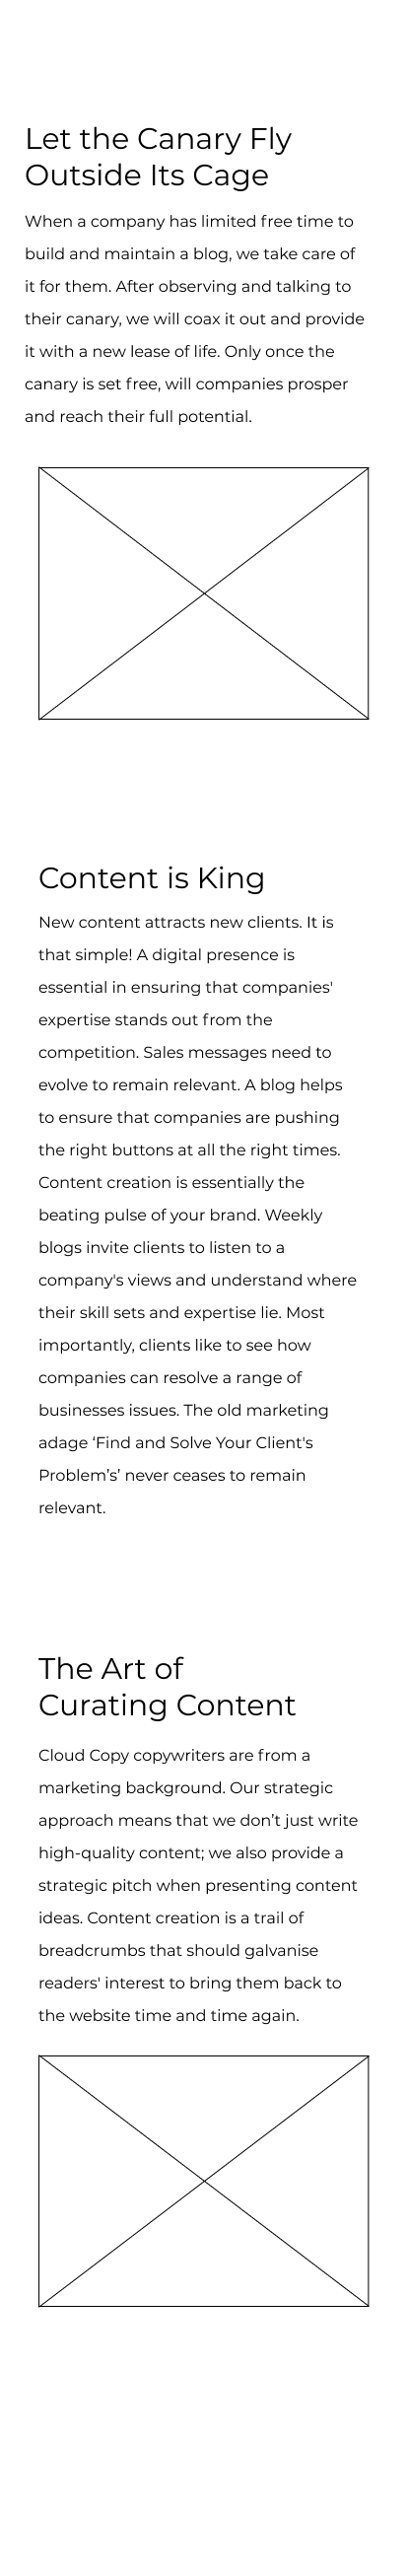 Let the Canary Fly
Outside Its Cage
When a company has limited free time to
build and maintain a blog, we take care of
it for them. After observing and talking to
their canary, we will coax it out and provide
it with a new lease of life. Only once the
canary is set free, will companies prosper
and reach their full potential.
Content is King
New content attracts new clients. It is
that simple! A digital presence is
essential in ensuring that companies'
expertise stands out from the
competition. Sales messages need to
evolve to remain relevant. A blog helps
to ensure that companies are pushing
the right buttons at all the right times.
Content creation is essentially the
beating pulse of your brand. Weekly
blogs invite clients to listen to a
company's views and understand where
their skill sets and expertise lie. Most
importantly, clients like to see how
companies can resolve a range of
businesses issues. The old marketing
adage ‘Find and Solve Your Client's
Problem’s’ never ceases to remain
relevant.
The Art of
Curating Content
Cloud Copy copywriters are from a
marketing background. Our strategic
approach means that we don’t just write
high-quality content; we also provide a
strategic pitch when presenting content
ideas. Content creation is a trail of
breadcrumbs that should galvanise
readers' interest to bring them back to
the website time and time again.